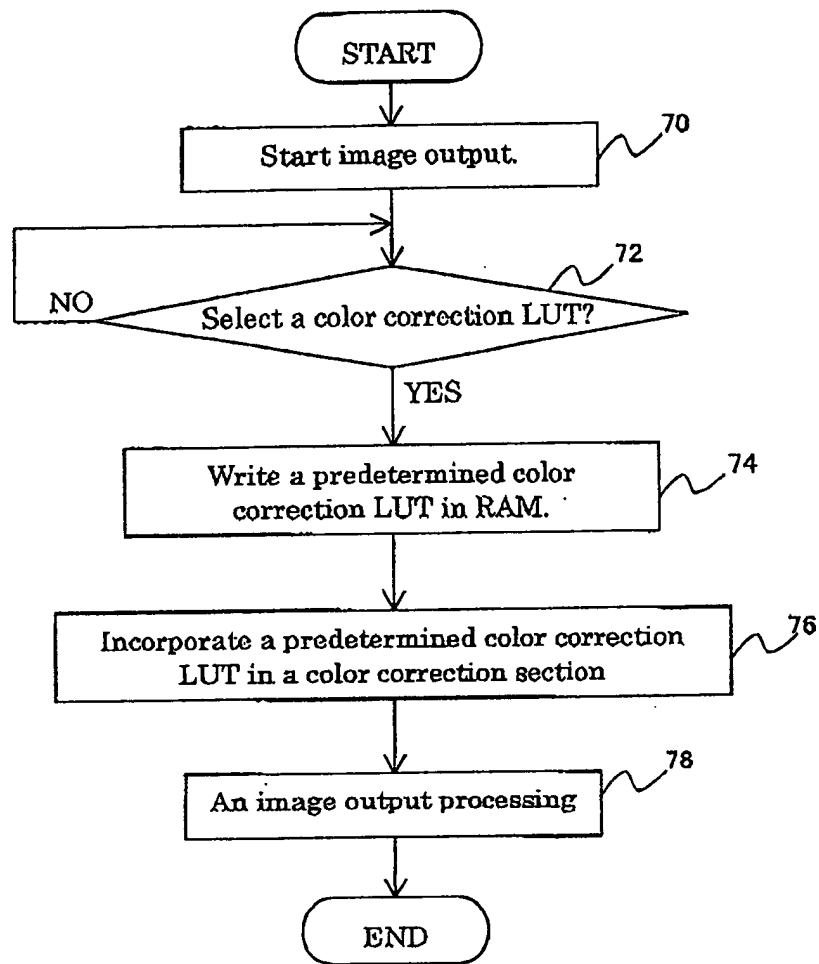 START
Start image output.
70
72
Select a color correction LUT?
NO
YES
Write a predetermined color
correction LUT in RAM.
74
Incorporate a predetermined color correction
LUT in a color correction section
76
An image output processing
78
END